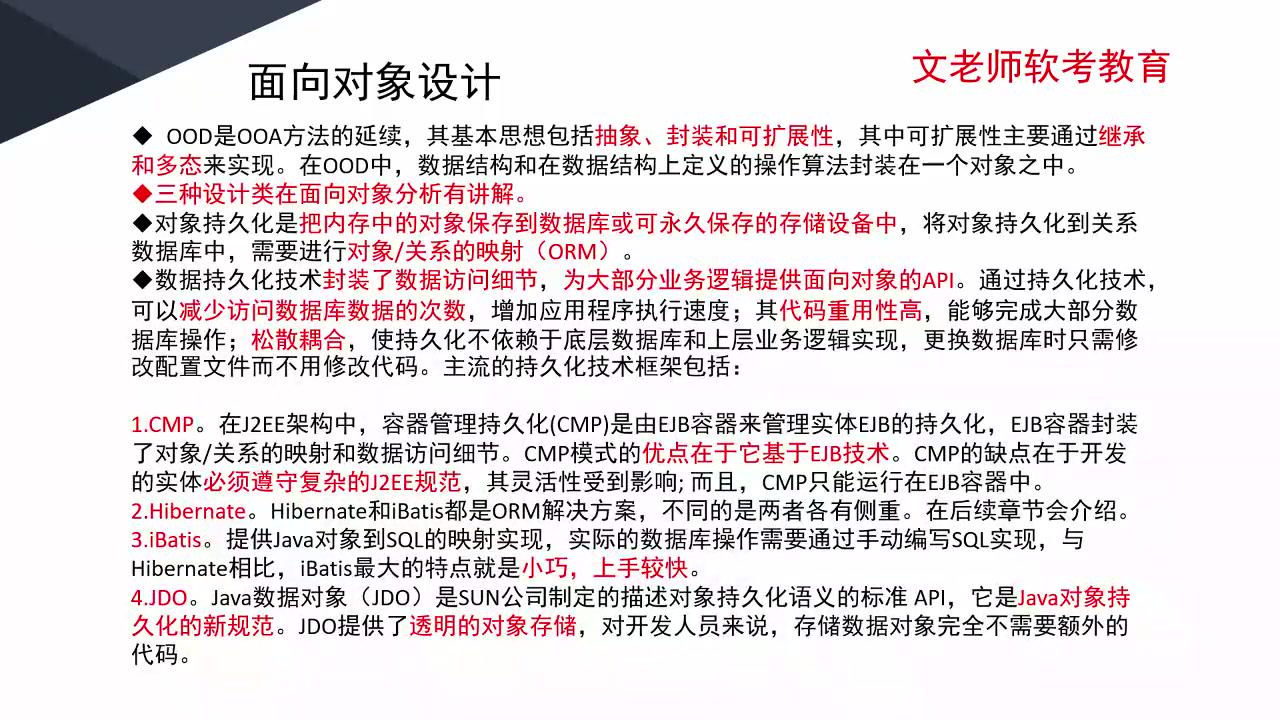 面向对象设计
文老师软考教育
◆ OOD是OOA方法的延续，其基本思想包括抽象、封装和可扩展性，其中可扩展性主要通过继承
和多态来实现。在OOD中，数据结构和在数据结构上定义的操作算法封装在一个对象之中。
◆三种设计类在面向对象分析有讲解。
◆对象持久化是把内存中的对象保存到数据库或可永久保存的存储设备中，将对象持久化到关系
数据库中，需要进行对象/关系的映射（ORM）。
◆数据持久化技术封装了数据访问细节，为大部分业务逻辑提供面向对象的API。通过持久化技术，
可以减少访问数据库数据的次数，增加应用程序执行速度；其代码重用性高，能够完成大部分数
据库操作；松散耦合，使持久化不依赖于底层数据库和上层业务逻辑实现，更换数据库时只需修
改配置文件而不用修改代码。主流的持久化技术框架包括：
1.CMP。在J2EE架构中，容器管理持久化(CMP)是由EJB容器来管理实体EJB的持久化，EJB容器封装
了对象/关系的映射和数据访问细节。CMP模式的优点在于它基于EJB技术。CMP的缺点在于开发
的实体必须遵守复杂的J2EE规范，其灵活性受到影响; 而且，CMP只能运行在EJB容器中。
2.Hibernate。Hibernate和iBatis都是ORM解决方案，不同的是两者各有侧重。在后续章节会介绍。
3.iBatis。提供Java对象到SQL的映射实现，实际的数据库操作需要通过手动编写SQL实现，与
Hibernate相比，iBatis最大的特点就是小巧，上手较快。
4.JDO。Java数据对象（JDO）是SUN公司制定的描述对象持久化语义的标准 API，它是Java对象持
久化的新规范。JDO提供了透明的对象存储，对开发人员来说，存储数据对象完全不需要额外的
代码。